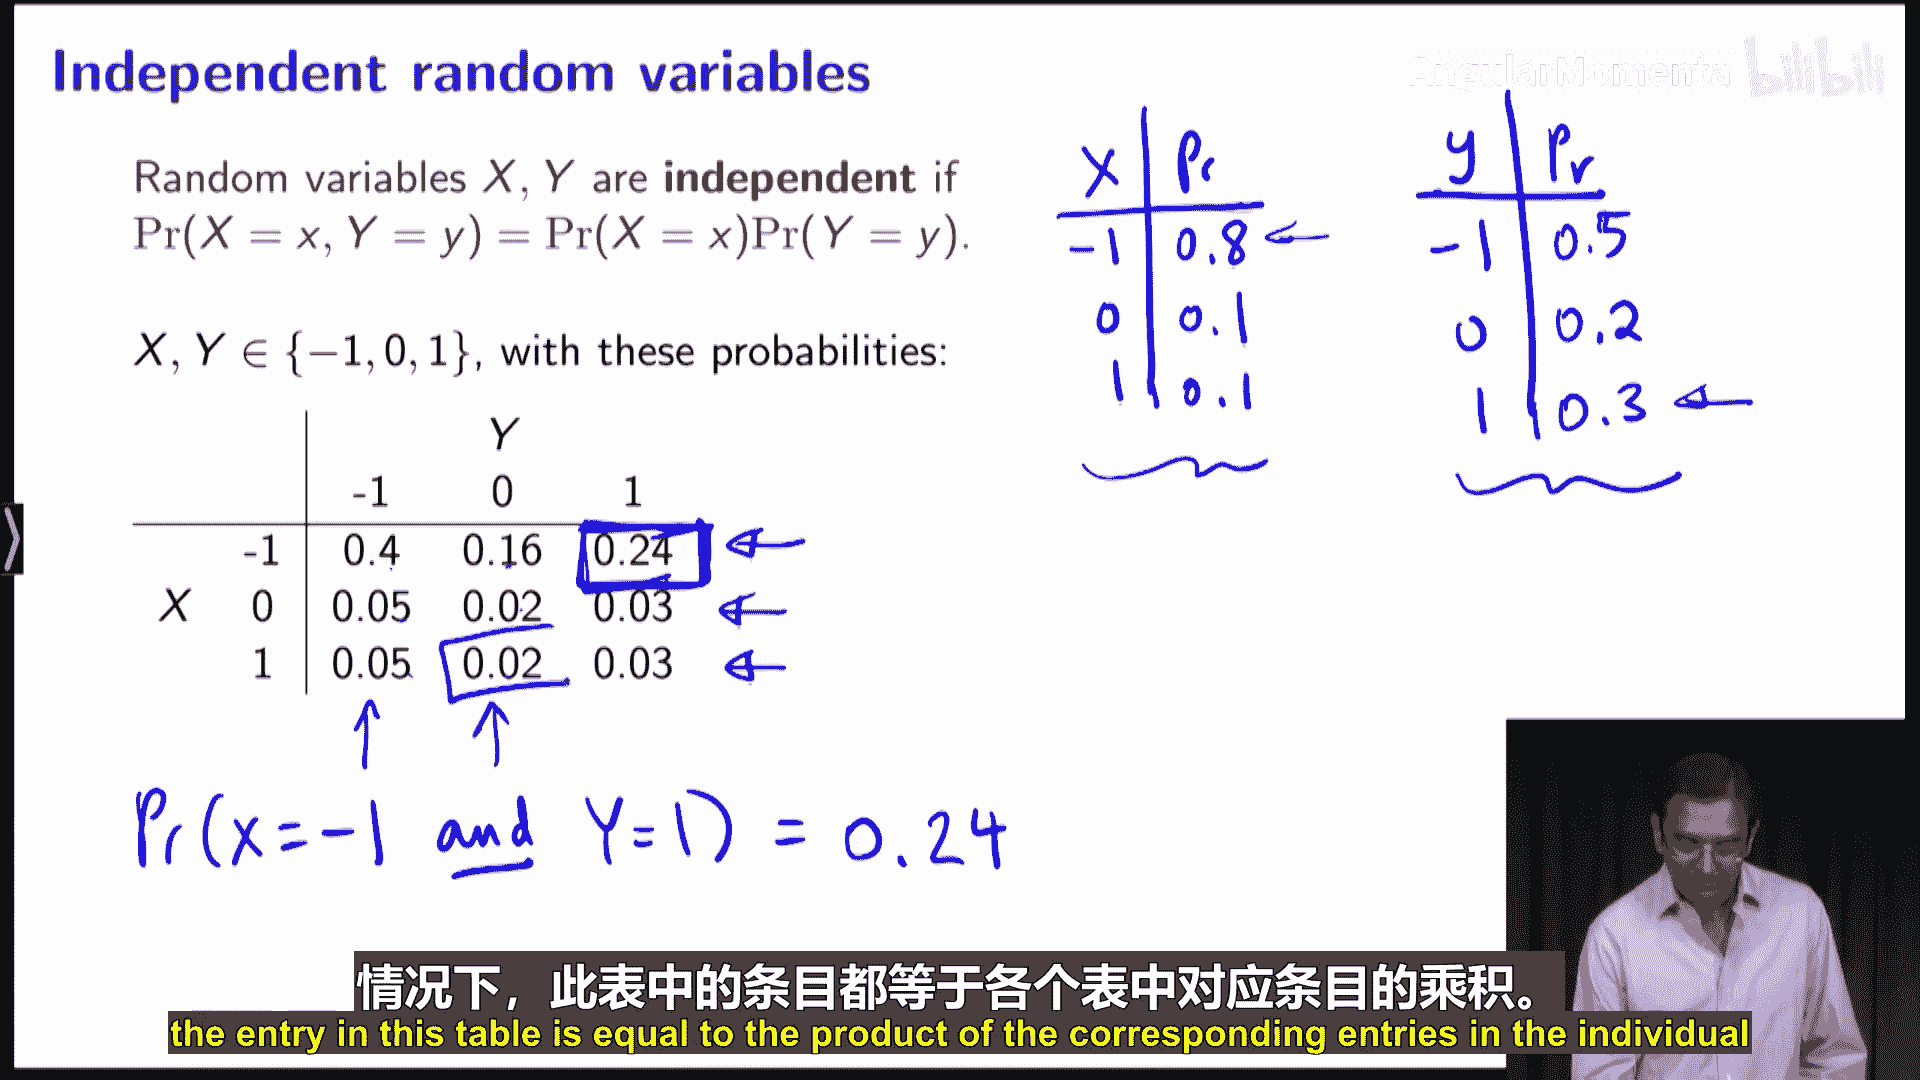 Independent random variables
AngularMomenta bilibili
Random variables X, Y are independent if
Pr(X = x, Y = y) = Pr(X = x)Pr(Y = y).
X, Y ∈ {−1, 0, 1}, with these probabilities:
Y
-1 0 1
-1 0.4 0.16 0.24
X 0 0.05 0.02 0.03
1 0.05 0.02 0.03
x Pr
-1 0.8
0 0.1
1 0.1
y Pr
-1 0.5
0 0.2
1 0.3
Pr(x=-1 and Y=1) = 0.24
情况下，此表中的条目都等于各个表中对应条目的乘积。
the entry in this table is equal to the product of the corresponding entries in the individual